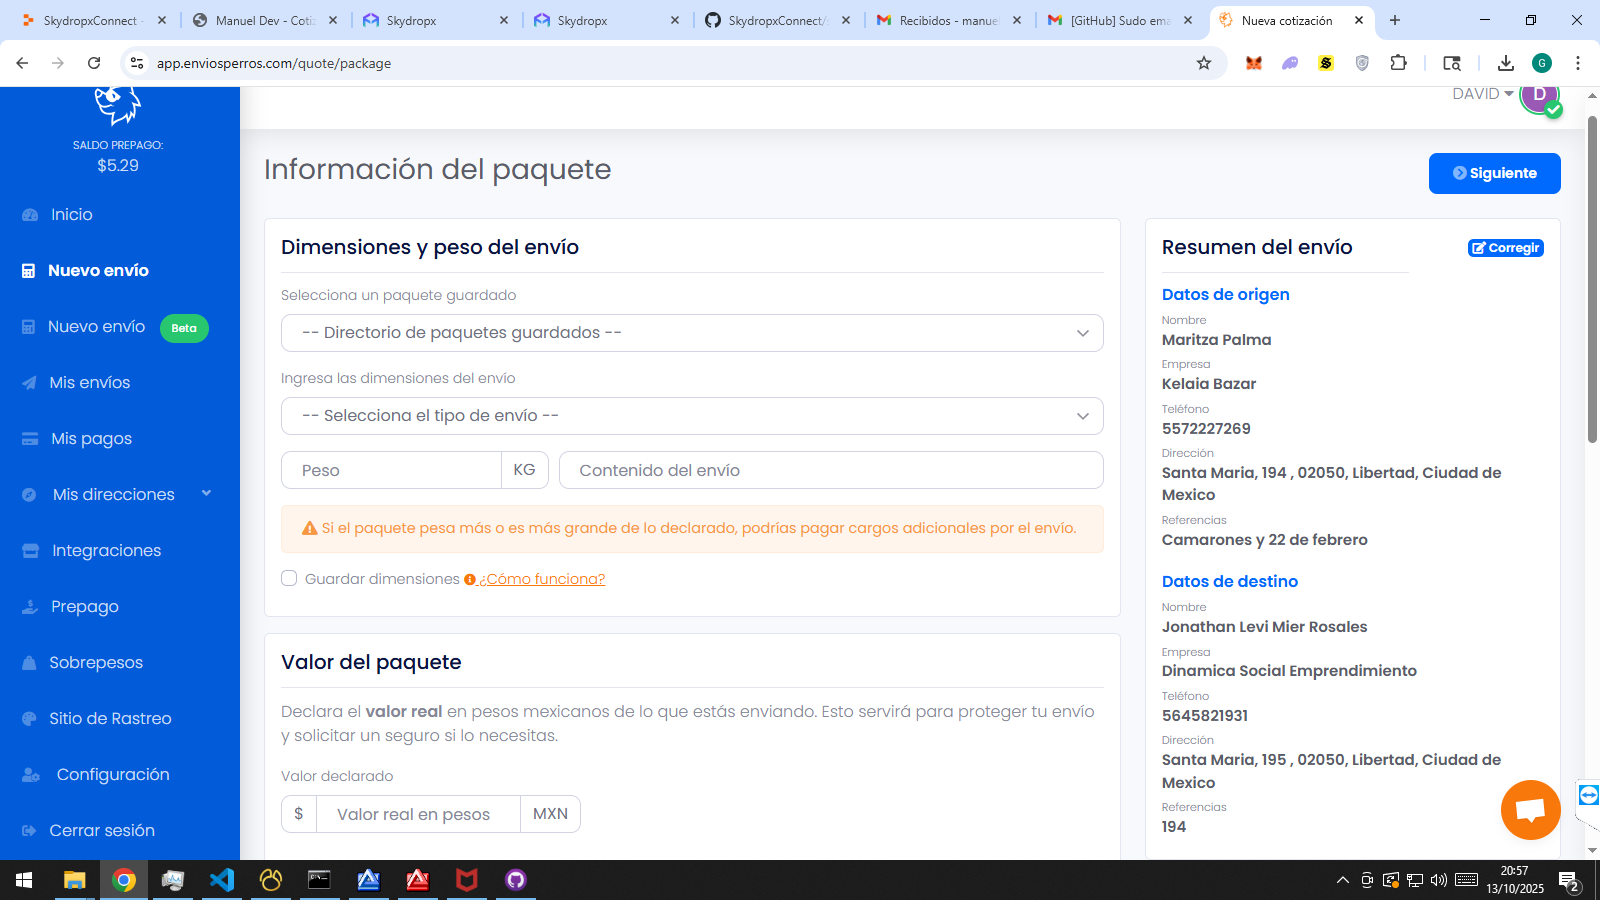 SkydropxConnect -
Manuel Dev - Coti
Skydropx
Skydropx
SkydropxConnect/
Recibidos - manue
[GitHub] Sudo ema
Nueva cotización
app.enviosperros.com/quote/package
G
DAVID
D
SALDO PREPAGO:
$5.29
Inicio
Nuevo envío
Nuevo envío Beta
Mis envíos
Mis pagos
Mis direcciones
Integraciones
Prepago
Sobrepesos
Sitio de Rastreo
Configuración
Cerrar sesión
Información del paquete
Siguiente
Dimensiones y peso del envío
Selecciona un paquete guardado
-- Directorio de paquetes guardados --
Ingresa las dimensiones del envío
-- Selecciona el tipo de envío --
Peso KG Contenido del envío
Si el paquete pesa más o es más grande de lo declarado, podrías pagar cargos adicionales por el envío.
Guardar dimensiones ¿Cómo funciona?
Valor del paquete
Declara el valor real en pesos mexicanos de lo que estás enviando. Esto servirá para proteger tu envío
y solicitar un seguro si lo necesitas.
Valor declarado
$ Valor real en pesos MXN
Resumen del envío
Corregir
Datos de origen
Nombre
Maritza Palma
Empresa
Kelaia Bazar
Teléfono
5572227269
Dirección
Santa Maria, 194 , 02050, Libertad, Ciudad de
Mexico
Referencias
Camarones y 22 de febrero
Datos de destino
Nombre
Jonathan Levi Mier Rosales
Empresa
Dinamica Social Emprendimiento
Teléfono
5645821931
Dirección
Santa Maria, 195 , 02050, Libertad, Ciudad de
Mexico
Referencias
194
20:57
13/10/2025
2